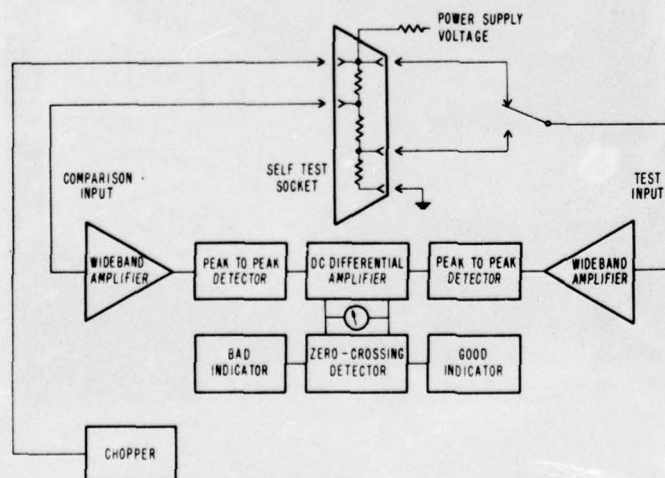 POWER SUPPLY
VOLTAGE
SELF TEST
SOCKET
COMPARISON
INPUT
TEST
INPUT
WIDEBAND
AMPLIFIER
PEAK TO PEAK
DETECTOR
DC DIFFERENTIAL
AMPLIFIER
PEAK TO PEAK
DETECTOR
WIDEBAND
AMPLIFIER
BAD
INDICATOR
ZERO-CROSSING
DETECTOR
GOOD
INDICATOR
CHOPPER